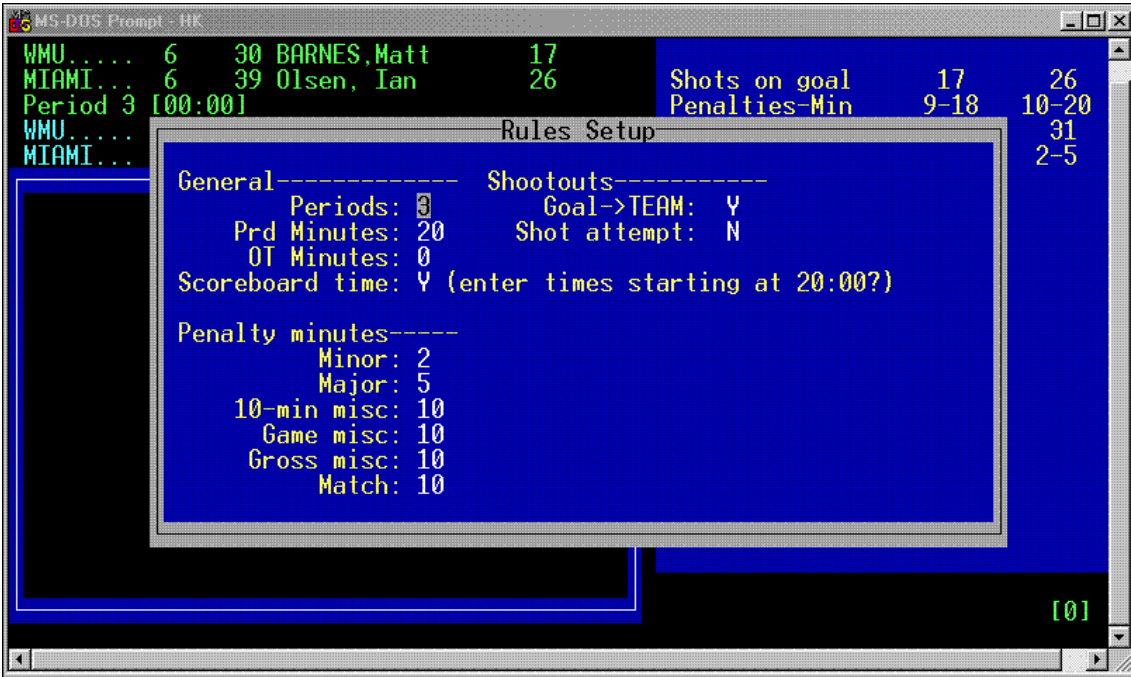 MS-DOS Prompt - HK
WMU..... 6 30 BARNES,Matt 17
MIAMI... 6 39 Olsen, Ian 26
Shots on goal 17 26
Period 3 [00:00]
Penalties-Min 9-18 10-20
WMU..... 31
MIAMI... 2-5
Rules Setup
General------------- Shootouts-----------
Periods: 3 Goal->TEAM: Y
Prd Minutes: 20 Shot attempt: N
OT Minutes: 0
Scoreboard time: Y (enter times starting at 20:00?)
Penalty minutes-----
Minor: 2
Major: 5
10-min misc: 10
Game misc: 10
Gross misc: 10
Match: 10
[0]